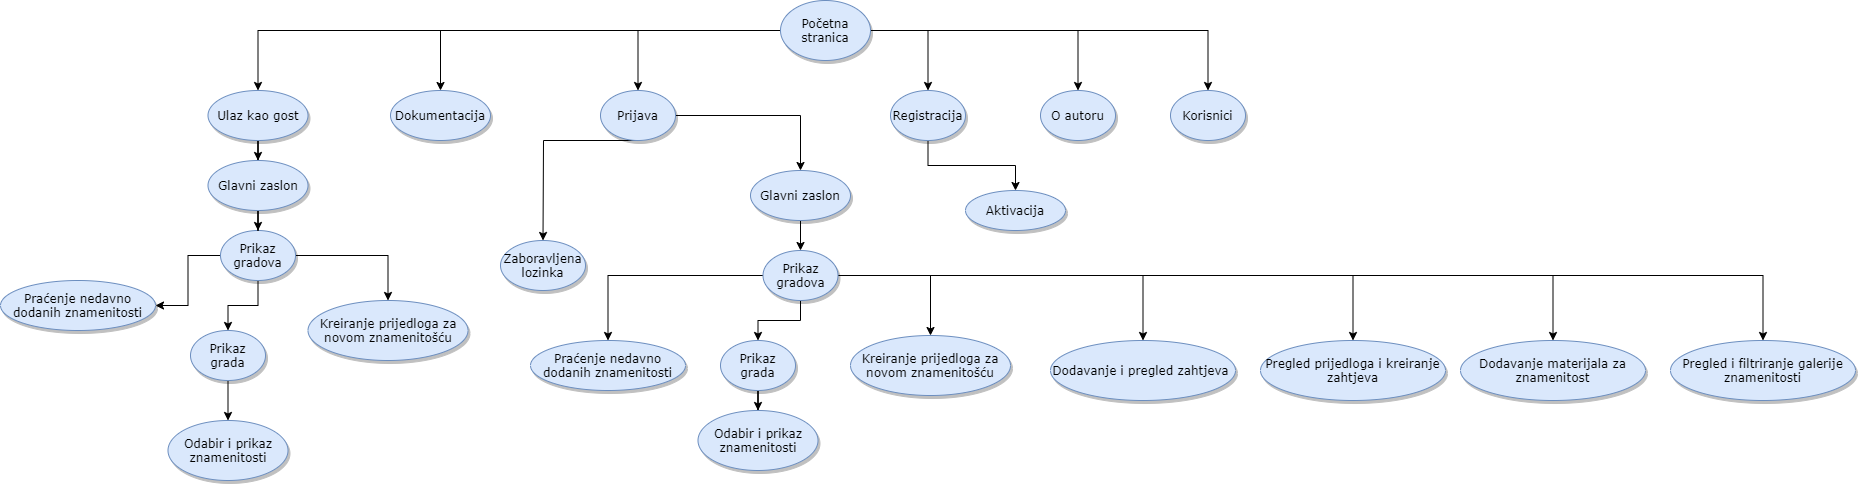 Početna
stranica
Ulaz kao gost
Dokumentacija
Prijava
Registracija
O autoru
Korisnici
Glavni zaslon
Glavni zaslon
Aktivacija
Prikaz
gradova
Zaboravljena
lozinka
Prikaz
gradova
Praćenje nedavno
dodanih znamenitosti
Prikaz
grada
Kreiranje prijedloga za
novom znamenitošću
Praćenje nedavno
dodanih znamenitosti
Prikaz
grada
Kreiranje prijedloga za
novom znamenitošću
Dodavanje i pregled zahtjeva
Pregled prijedloga i kreiranje
zahtjeva
Dodavanje materijala za
znamenitost
Pregled i filtriranje galerije
znamenitosti
Odabir i prikaz
znamenitosti
Odabir i prikaz
znamenitosti